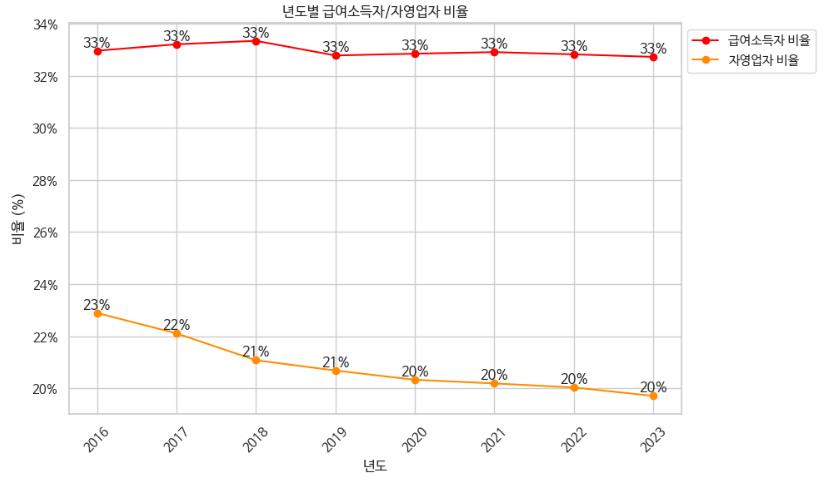 년도별 급여소득자/자영업자 비율
급여소득자 비율
자영업자 비율
비율 (%)
34%
32%
30%
28%
26%
24%
22%
20%
33% 33% 33% 33% 33% 33% 33% 33%
23% 22% 21% 21% 20% 20% 20% 20%
2016 2017 2018 2019 2020 2021 2022 2023
년도